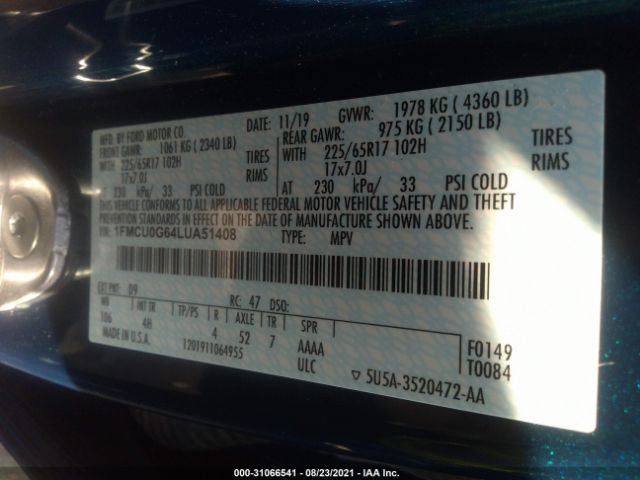 MFD. BY FORD MOTOR CO.
DATE: 11/19 GVWR: 1978 KG ( 4360 LB)
FRONT GAWR: 1061 KG ( 2340 LB) REAR GAWR: 975 KG ( 2150 LB)
225/65R17 102H TIRES WITH 225/65R17 102H TIRES
17x7.0J RIMS 17x7.0J RIMS
AT 230 kPa/ 33 PSI COLD AT 230 kPa/ 33 PSI COLD
THIS VEHICLE CONFORMS TO ALL APPLICABLE FEDERAL MOTOR VEHICLE SAFETY AND THEFT
PREVENTION STANDARDS IN EFFECT ON THE DATE OF MANUFACTURE SHOWN ABOVE.
VIN: 1FMCU0G64LUA51408 TYPE: MPV
EXT PNT: D9 RC: 47 DSO:
WB INT TR TP/PS R AXLE TR SPR
106 4H 4 52 7 AAAA F0149
MADE IN U.S.A. 1201911064955 ULC T0084
▽ 5U5A-3520472-AA
000-31066541 - 08/23/2021 - IAA Inc.